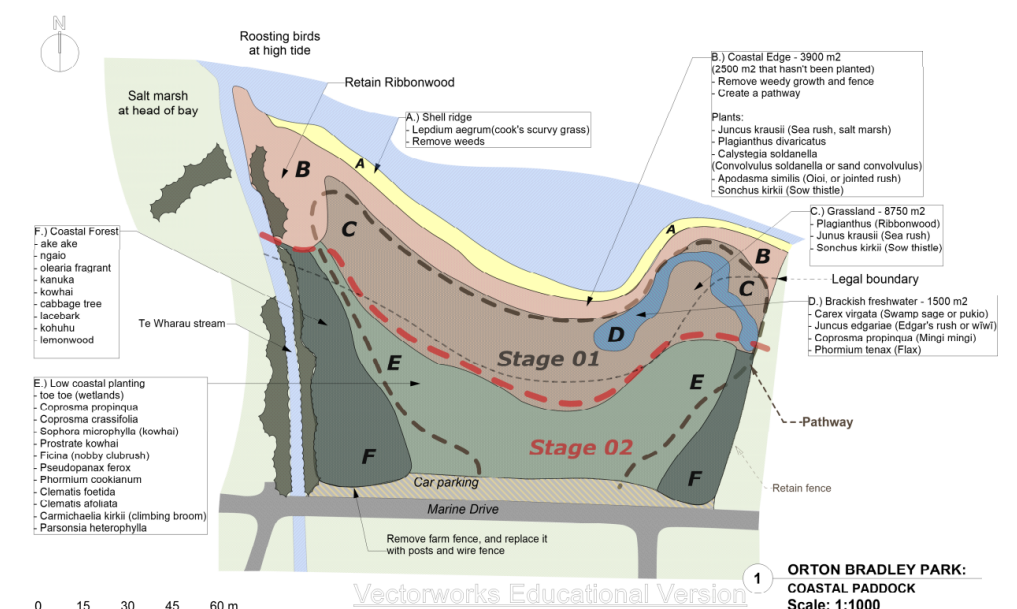 N
Roosting birds
at high tide
Salt marsh
at head of bay
Retain Ribbonwood
A.) Shell ridge
- Lepdium aegrum(cook's scurvy grass)
- Remove weeds
B.) Coastal Edge - 3900 m2
(2500 m2 that hasn't been planted)
- Remove weedy growth and fence
- Create a pathway
Plants:
- Juncus krausii (Sea rush, salt marsh)
- Plagianthus divaricatus
- Calystegia soldanella
(Convolvulus soldanella or sand convolvulus)
- Apodasma similis (Oioi, or jointed rush)
- Sonchus kirkii (Sow thistle)
C.) Grassland - 8750 m2
- Plagianthus (Ribbonwood)
- Junus krausii (Sea rush)
- Sonchus kirkii (Sow thistle)
Legal boundary
D.) Brackish freshwater - 1500 m2
- Carex virgata (Swamp sage or pukio)
- Juncus edgariae (Edgar's rush or wīwī)
- Coprosma propinqua (Mingi mingi)
- Phormium tenax (Flax)
F.) Coastal Forest
- ake ake
- ngaio
- olearia fragrant
- kanuka
- kowhai
- cabbage tree
- lacebark
- kohuhu
- lemonwood
Te Wharau stream
E.) Low coastal planting
- toe toe (wetlands)
- Coprosma propinqua
- Coprosma crassifolia
- Sophora microphylla (kowhai)
- Prostrate kowhai
- Ficina (nobby clubrush)
- Pseudopanax ferox
- Phormium cookianum
- Clematis foetida
- Clematis afoliata
- Carmichaelia kirkii (climbing broom)
- Parsonsia heterophylla
B
A
C
A
B
C
D
Stage 01
E
E
Stage 02
F
F
Pathway
Retain fence
Car parking
Marine Drive
Remove farm fence, and replace it
with posts and wire fence
Vectorworks Educational Version
1
ORTON BRADLEY PARK:
COASTAL PADDOCK
Scale: 1:1000
0 15 30 45 60 m